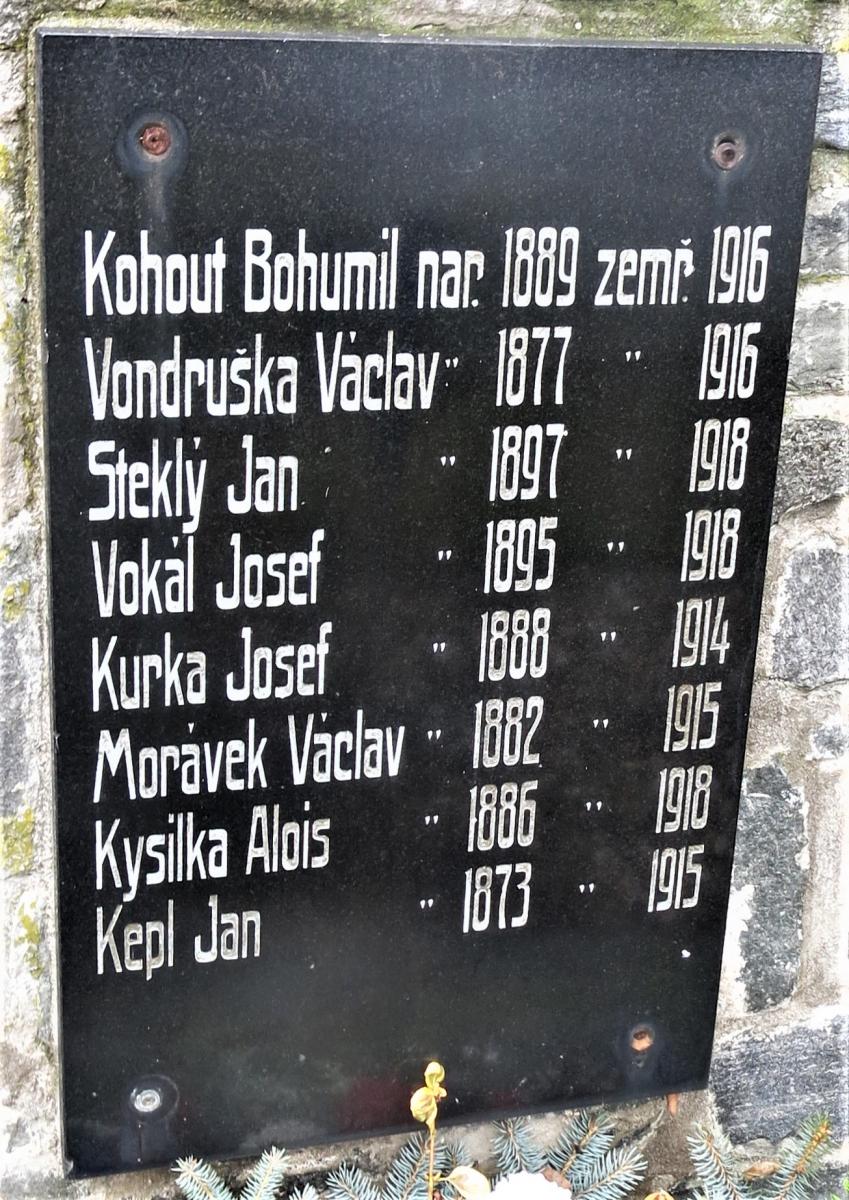 Kohout Bohumil nar. 1889 zemř. 1916
Vondruška Václav " 1877 " 1916
Steklý Jan " 1897 " 1918
Vokál Josef " 1895 " 1918
Kurka Josef " 1888 " 1914
Morávek Václav " 1882 " 1915
Kysilka Alois " 1886 " 1918
Kepl Jan " 1873 " 1915